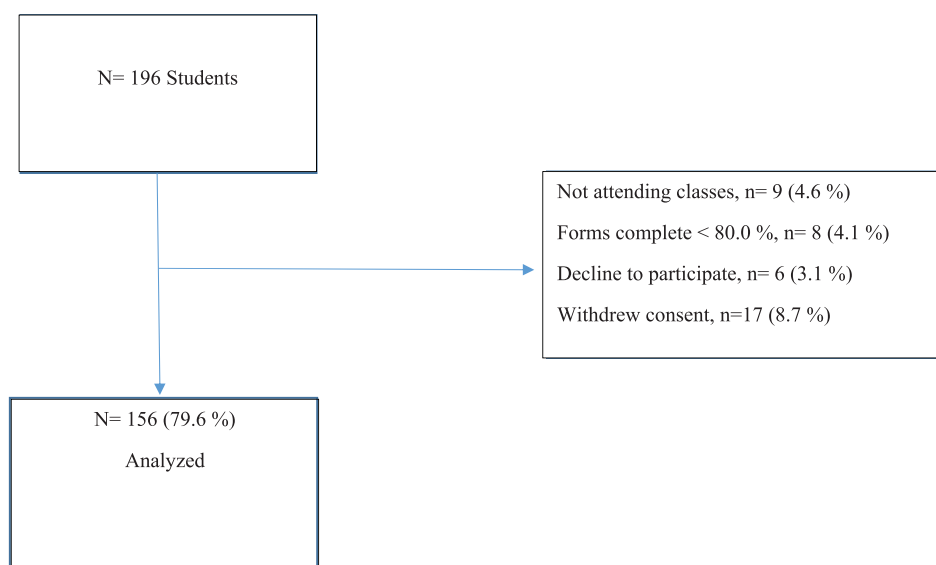 N= 196 Students
Not attending classes, n= 9 (4.6 %)
Forms complete < 80.0 %, n= 8 (4.1 %)
Decline to participate, n= 6 (3.1 %)
Withdrew consent, n=17 (8.7 %)
N= 156 (79.6 %)
Analyzed